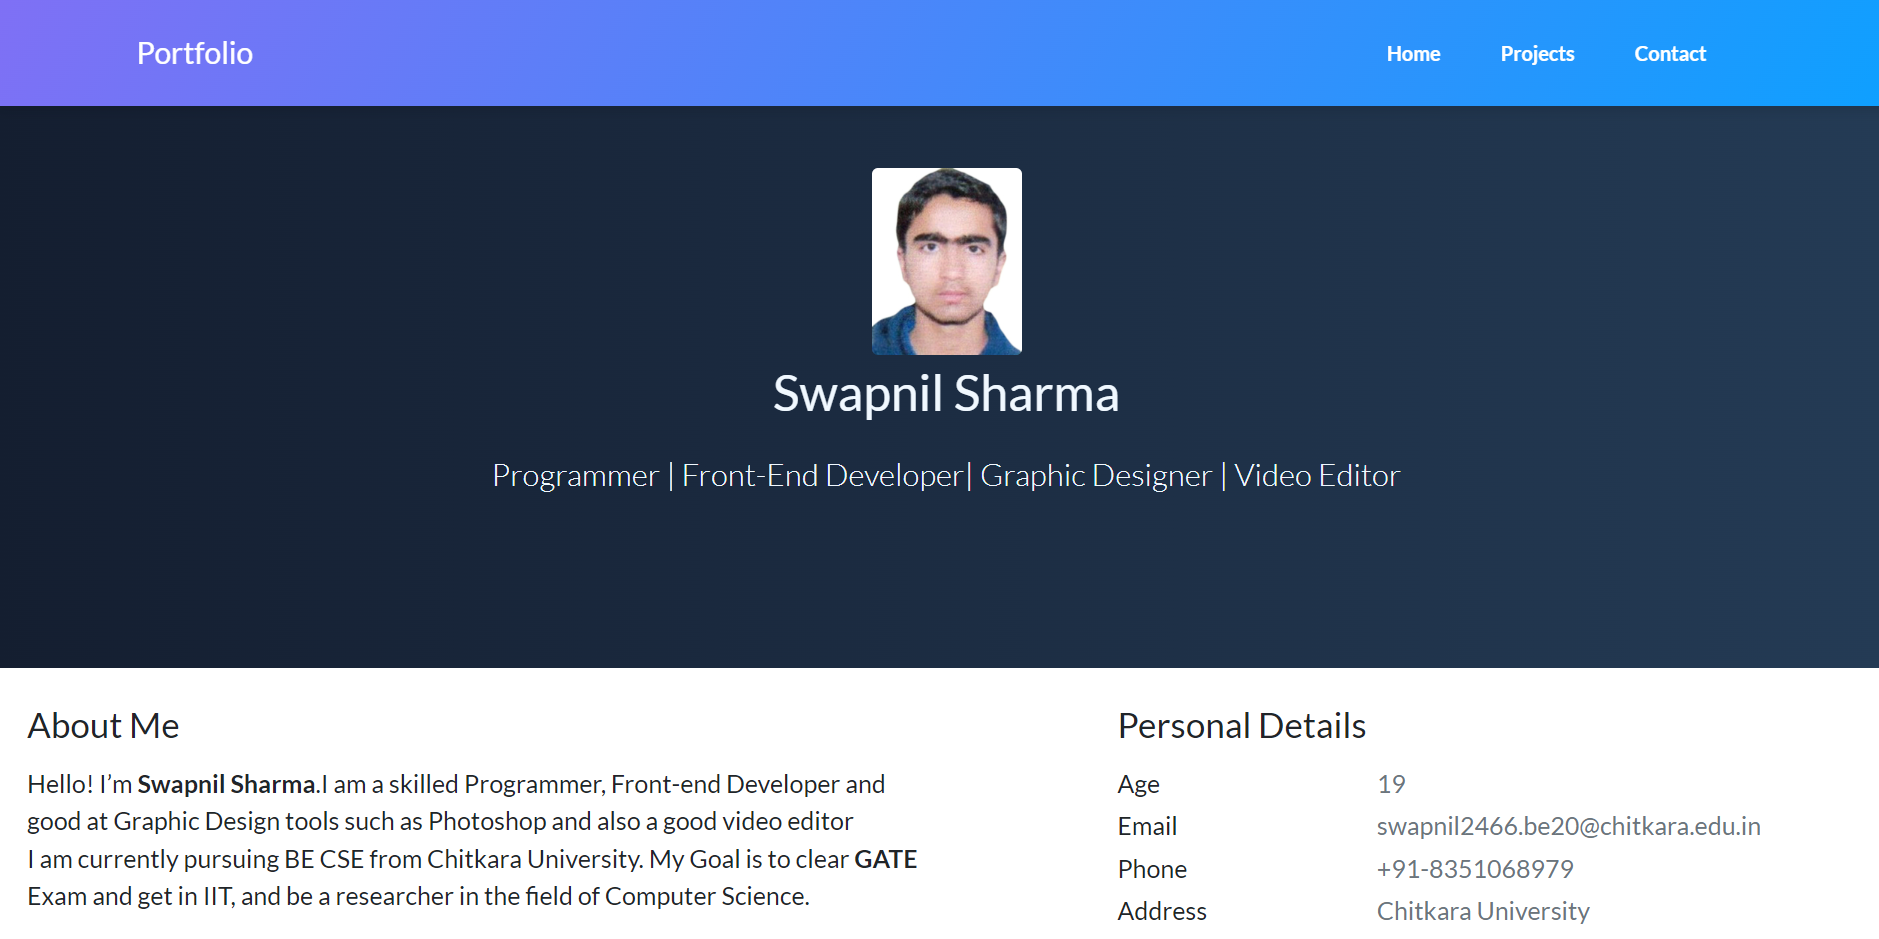 Portfolio
Home Projects Contact
Swapnil Sharma
Programmer | Front-End Developer| Graphic Designer | Video Editor
About Me
Hello! I’m Swapnil Sharma.I am a skilled Programmer, Front-end Developer and
good at Graphic Design tools such as Photoshop and also a good video editor
I am currently pursuing BE CSE from Chitkara University. My Goal is to clear GATE
Exam and get in IIT, and be a researcher in the field of Computer Science.
Personal Details
Age 19
Email swapnil2466.be20@chitkara.edu.in
Phone +91-8351068979
Address Chitkara University